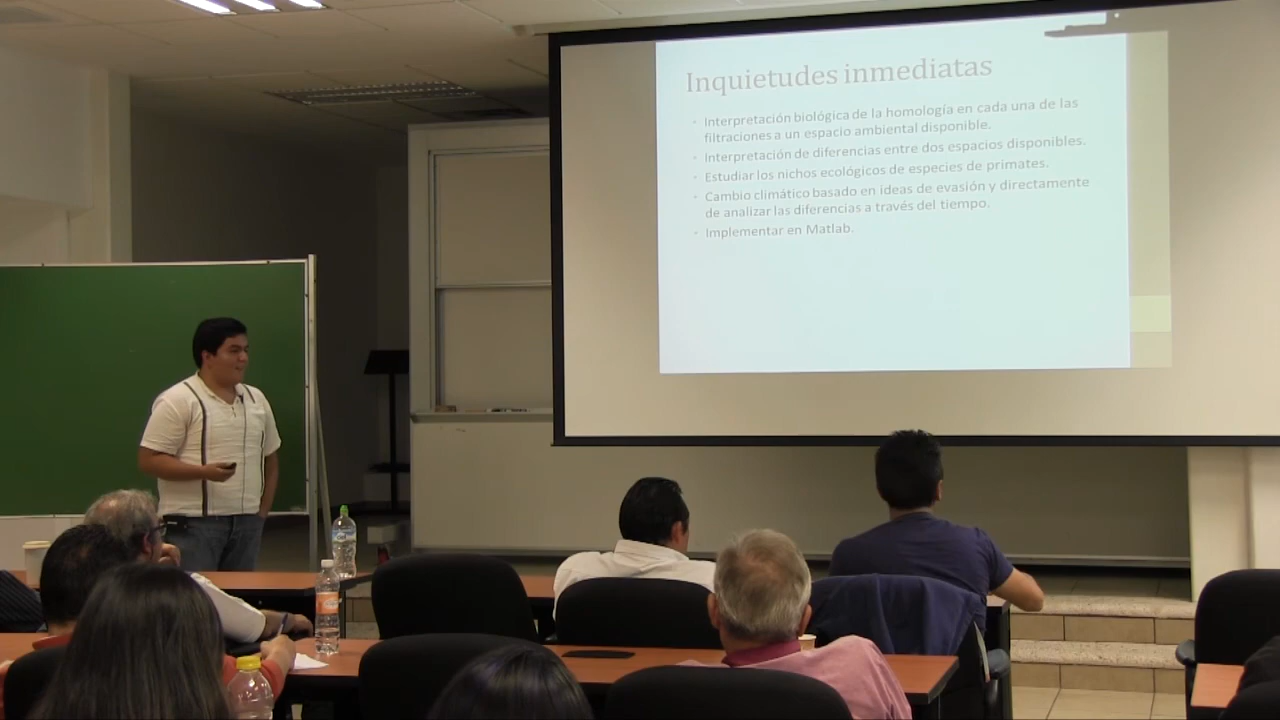 Inquietudes inmediatas
Interpretación biológica de la homología en cada una de las
filtraciones a un espacio ambiental disponible.
Interpretación de diferencias entre dos espacios disponibles.
Estudiar los nichos ecológicos de especies de primates.
Cambio climático basado en ideas de evasión y directamente
de analizar las diferencias a través del tiempo.
Implementar en Matlab.